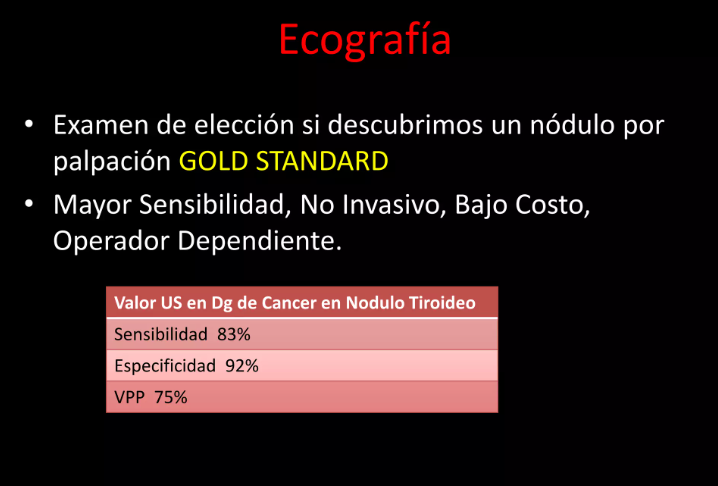 Ecografía
• Examen de elección si descubrimos un nódulo por
palpación GOLD STANDARD
• Mayor Sensibilidad, No Invasivo, Bajo Costo,
Operador Dependiente.
Valor US en Dg de Cancer en Nodulo Tiroideo
Sensibilidad 83%
Especificidad 92%
VPP 75%